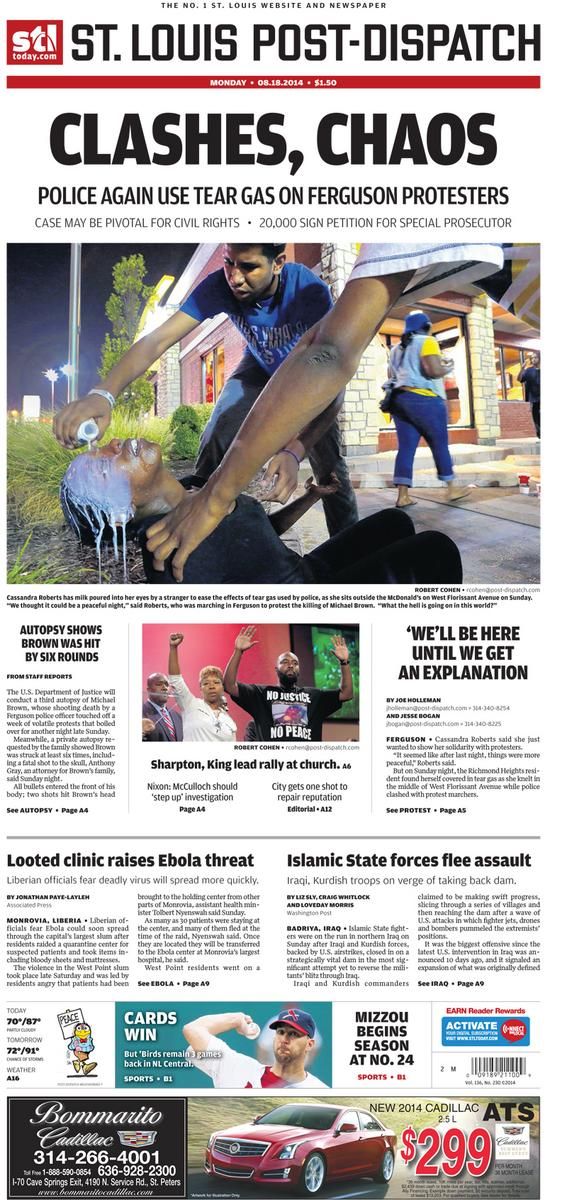 THE NO. 1 ST. LOUIS WEBSITE AND NEWSPAPER
stl
today.com
ST. LOUIS POST-DISPATCH
MONDAY • 08.18.2014 • $1.50
CLASHES, CHAOS
POLICE AGAIN USE TEAR GAS ON FERGUSON PROTESTERS
CASE MAY BE PIVOTAL FOR CIVIL RIGHTS • 20,000 SIGN PETITION FOR SPECIAL PROSECUTOR
ROBERT COHEN • rcohen@post-dispatch.com
Cassandra Roberts has milk poured into her eyes by a stranger to ease the effects of tear gas used by police, as she sits outside the McDonald's on West Florissant Avenue on Sunday.
“We thought it could be a peaceful night,” said Roberts, who was marching in Ferguson to protest the killing of Michael Brown. “What the hell is going on in this world?”
AUTOPSY SHOWS
BROWN WAS HIT
BY SIX ROUNDS
FROM STAFF REPORTS
The U.S. Department of Justice will
conduct a third autopsy of Michael
Brown, whose shooting death by a
Ferguson police officer touched off a
week of volatile protests that boiled
over for another night late Sunday.
Meanwhile, a private autopsy re-
quested by the family showed Brown
was struck at least six times, includ-
ing a fatal shot to the skull, Anthony
Gray, an attorney for Brown's family,
said Sunday night.
All bullets entered the front of his
body; two shots hit Brown's head
See AUTOPSY • Page A4
NO JUSTICE
NO PEACE
ROBERT COHEN • rcohen@post-dispatch.com
Sharpton, King lead rally at church. A6
Nixon: McCulloch should
‘step up’ investigation
Page A4
City gets one shot to
repair reputation
Editorial • A12
‘WE'LL BE HERE
UNTIL WE GET
AN EXPLANATION
BY JOE HOLLEMAN
jholleman@post-dispatch.com > 314-340-8254
AND JESSE BOGAN
jbogan@post-dispatch.com > 314-340-8225
FERGUSON • Cassandra Roberts said she just
wanted to show her solidarity with protesters.
“It seemed like after last night, things were more
peaceful,” Roberts said.
But on Sunday night, the Richmond Heights resi-
dent found herself covered in tear gas as she knelt in
the middle of West Florissant Avenue while police
clashed with protest marchers.
See PROTEST • Page A5
Looted clinic raises Ebola threat
Liberian officials fear deadly virus will spread more quickly.
BY JONATHAN PAYE-LAYLEH
Associated Press
MONROVIA, LIBERIA • Liberian of-
ficials fear Ebola could soon spread
through the capital's largest slum after
residents raided a quarantine center for
suspected patients and took items in-
cluding bloody sheets and mattresses.
The violence in the West Point slum
took place late Saturday and was led by
residents angry that patients had been
brought to the holding center from other
parts of Monrovia, assistant health min-
ister Tolbert Nyenswah said Sunday.
As many as 30 patients were staying at
the center, and many of them fled at the
time of the raid, Nyenswah said. Once
they are located they will be transferred
to the Ebola center at Monrovia's largest
hospital, he said.
West Point residents went on a
See EBOLA • Page A9
Islamic State forces flee assault
Iraqi, Kurdish troops on verge of taking back dam.
BY LIZ SLY, CRAIG WHITLOCK
AND LOVEDAY MORRIS
Washington Post
BADRIYA, IRAQ • Islamic State fight-
ers were on the run in northern Iraq on
Sunday after Iraqi and Kurdish forces,
backed by U.S. airstrikes, closed in on a
strategically vital dam in the most sig-
nificant attempt yet to reverse the mili-
tants' blitz through Iraq.
Iraqi and Kurdish commanders
claimed to be making swift progress,
slicing through a series of villages and
then reaching the dam after a wave of
U.S. attacks in which fighter jets, drones
and bombers pummeled the extremists'
positions.
It was the biggest offensive since the
latest U.S. intervention in Iraq was an-
nounced 10 days ago, and it signaled an
expansion of what was originally defined
See IRAQ • Page A9
TODAY
70°/87°
PARTLY CLOUDY
TOMORROW
72°/91°
CHANCE OF STORMS
WEATHER
A16
PEACE
CARDS
WIN
But 'Birds remain 3 games
back in NL Central.
SPORTS • B1
MIZZOU
BEGINS
SEASON
AT NO. 24
SPORTS • B1
EARN Reader Rewards
ACTIVATE
YOUR DIGITAL SUBSCRIPTION
VISIT WWW.STLTODAY.COM
2 M
0 09189 21100 9
Vol. 136, No. 230 ©2014
Bommarito
Cadillac
314-266-4001
Toll Free 1-888-590-0854 636-928-2300
I-70 Cave Springs Exit, 4190 N. Service Rd., St. Peters
www.bommaritocadillac.com
NEW 2014 CADILLAC ATS
2.5 L
$299
PER MONTH
36 MONTH LEASE
Cadillac
*Artwork for Illustration Only